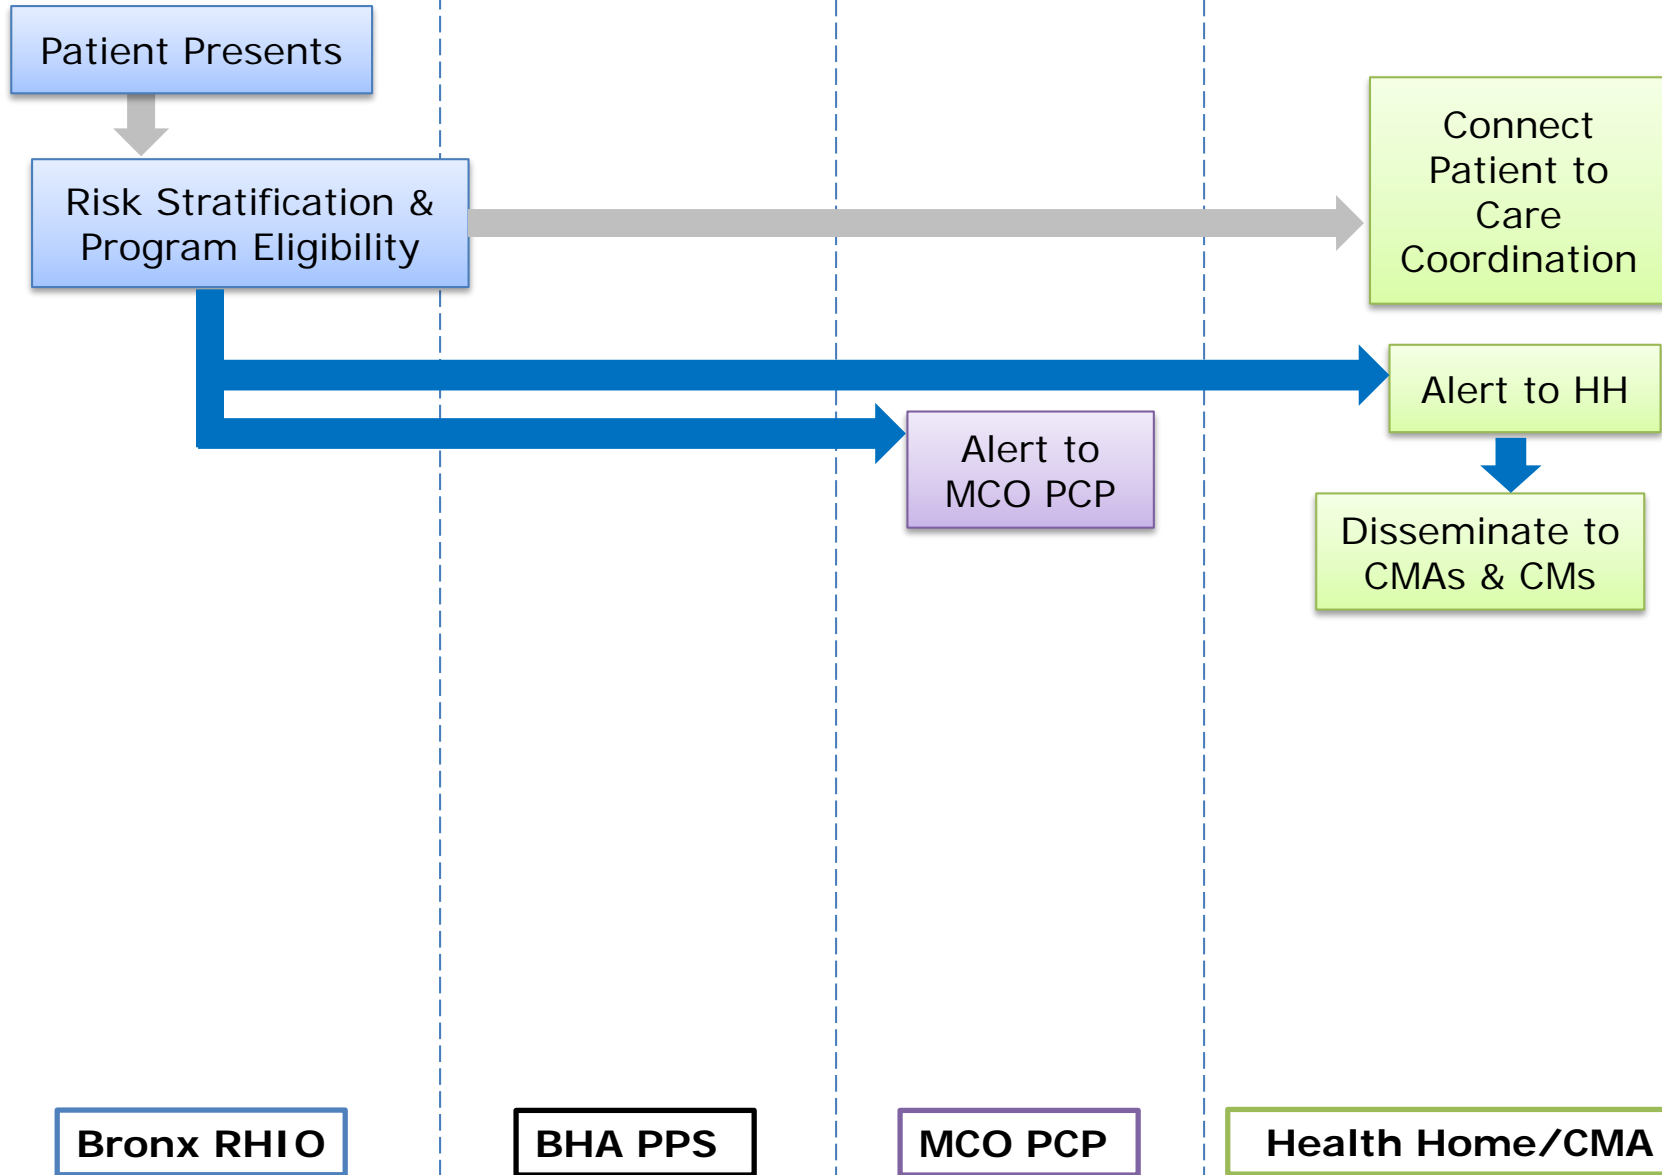 Patient Presents
Risk Stratification &
Program Eligibility
Connect
Patient to
Care
Coordination
Alert to HH
Alert to
MCO PCP
Disseminate to
CMAs & CMs
Bronx RHIO
BHA PPS
MCO PCP
Health Home/CMA